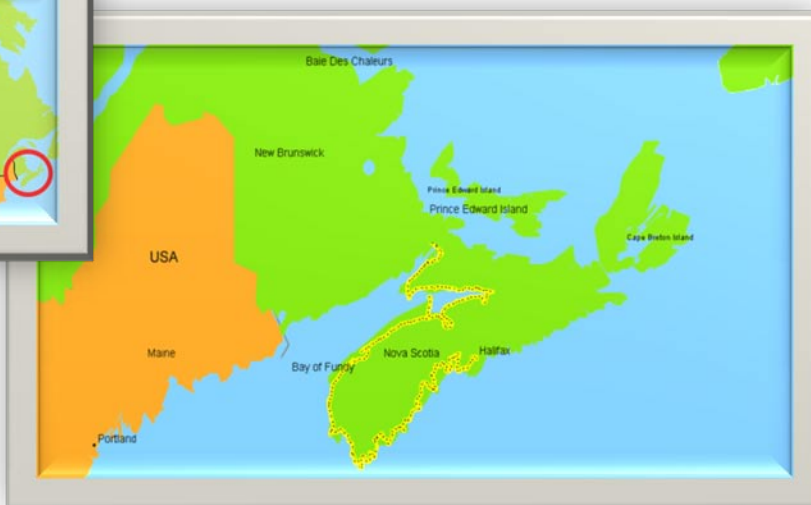 Baie Des Chaleurs
New Brunswick
Prince Edward Island
Prince Edward Island
Cape Breton Island
USA
Maine
Nova Scotia
Halifax
Bay of Fundy
Portland